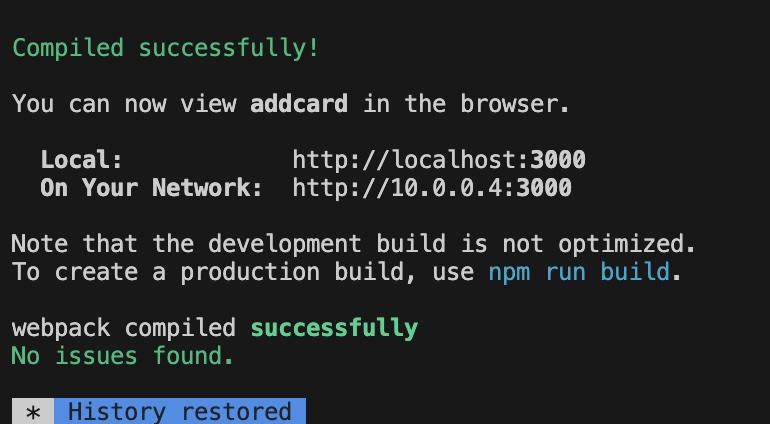 Compiled successfully!
You can now view addcard in the browser.
Local: http://localhost:3000
On Your Network: http://10.0.0.4:3000
Note that the development build is not optimized.
To create a production build, use npm run build.
webpack compiled successfully
No issues found.
* History restored